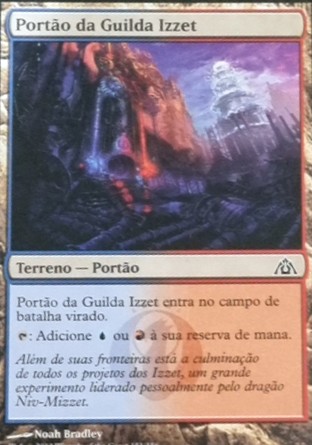 Portão da Guilda Izzet
Terreno — Portão
Portão da Guilda Izzet entra no campo de
batalha virado.
: Adicione ou à sua reserva de mana.
Além de suas fronteiras está a culminação
de todos os projetos dos Izzet, um grande
experimento liderado pessoalmente pelo dragão
Niv-Mizzet.
Noah Bradley